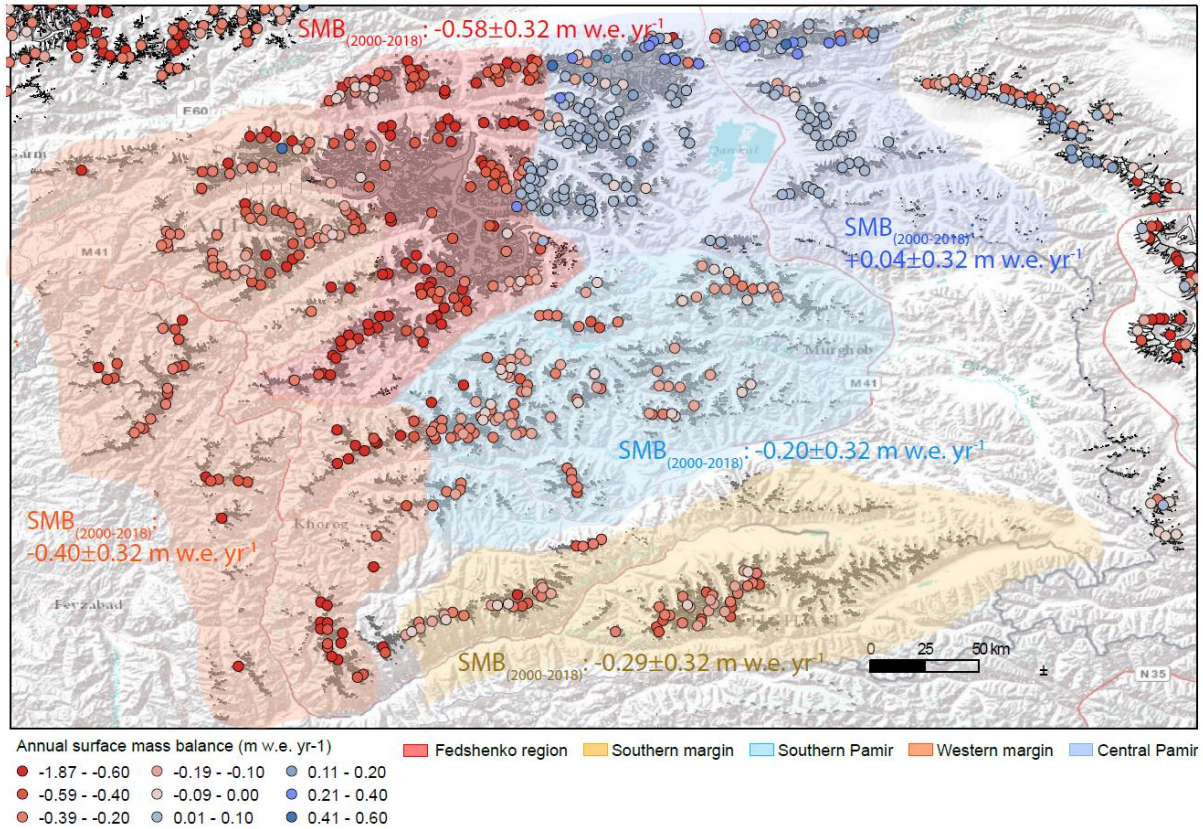 SMB(2000-2018): -0.58±0.32 m w.e. yr-1
E60
Qarokul
M41
SMB(2000-2018):
+0.04±0.32 m w.e. yr-1
Murghob
M41
SMB(2000-2018): -0.20±0.32 m w.e. yr-1
SMB(2000-2018):
-0.40±0.32 m w.e. yr-1
Khorog
Feyzabad
SMB(2000-2018): -0.29±0.32 m w.e. yr-1
0 25 50 km
±
N35
Annual surface mass balance (m w.e. yr-1)
-1.87 - -0.60
-0.59 - -0.40
-0.39 - -0.20
-0.19 - -0.10
-0.09 - 0.00
0.01 - 0.10
0.11 - 0.20
0.21 - 0.40
0.41 - 0.60
Fedshenko region
Southern margin
Southern Pamir
Western margin
Central Pamir